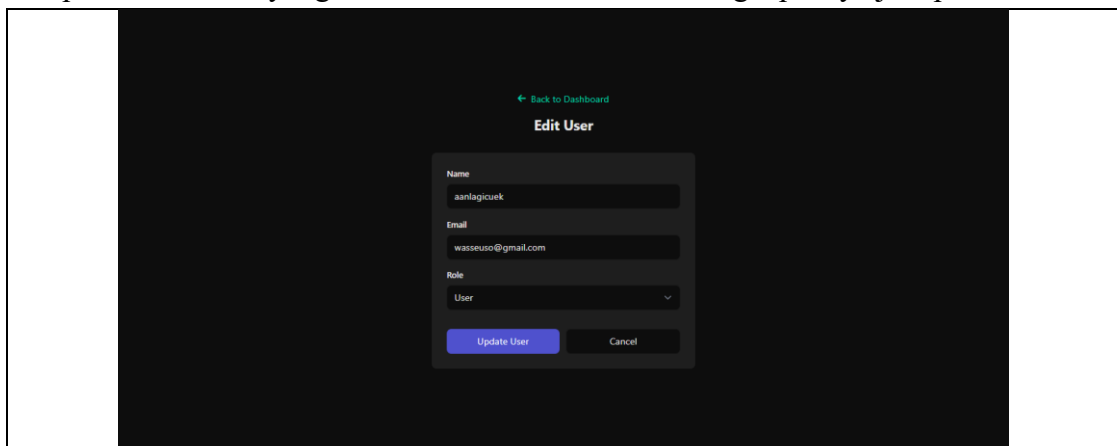 ← Back to Dashboard
Edit User
Name
aanlagicuek
Email
wasseuso@gmail.com
Role
User
Update User Cancel